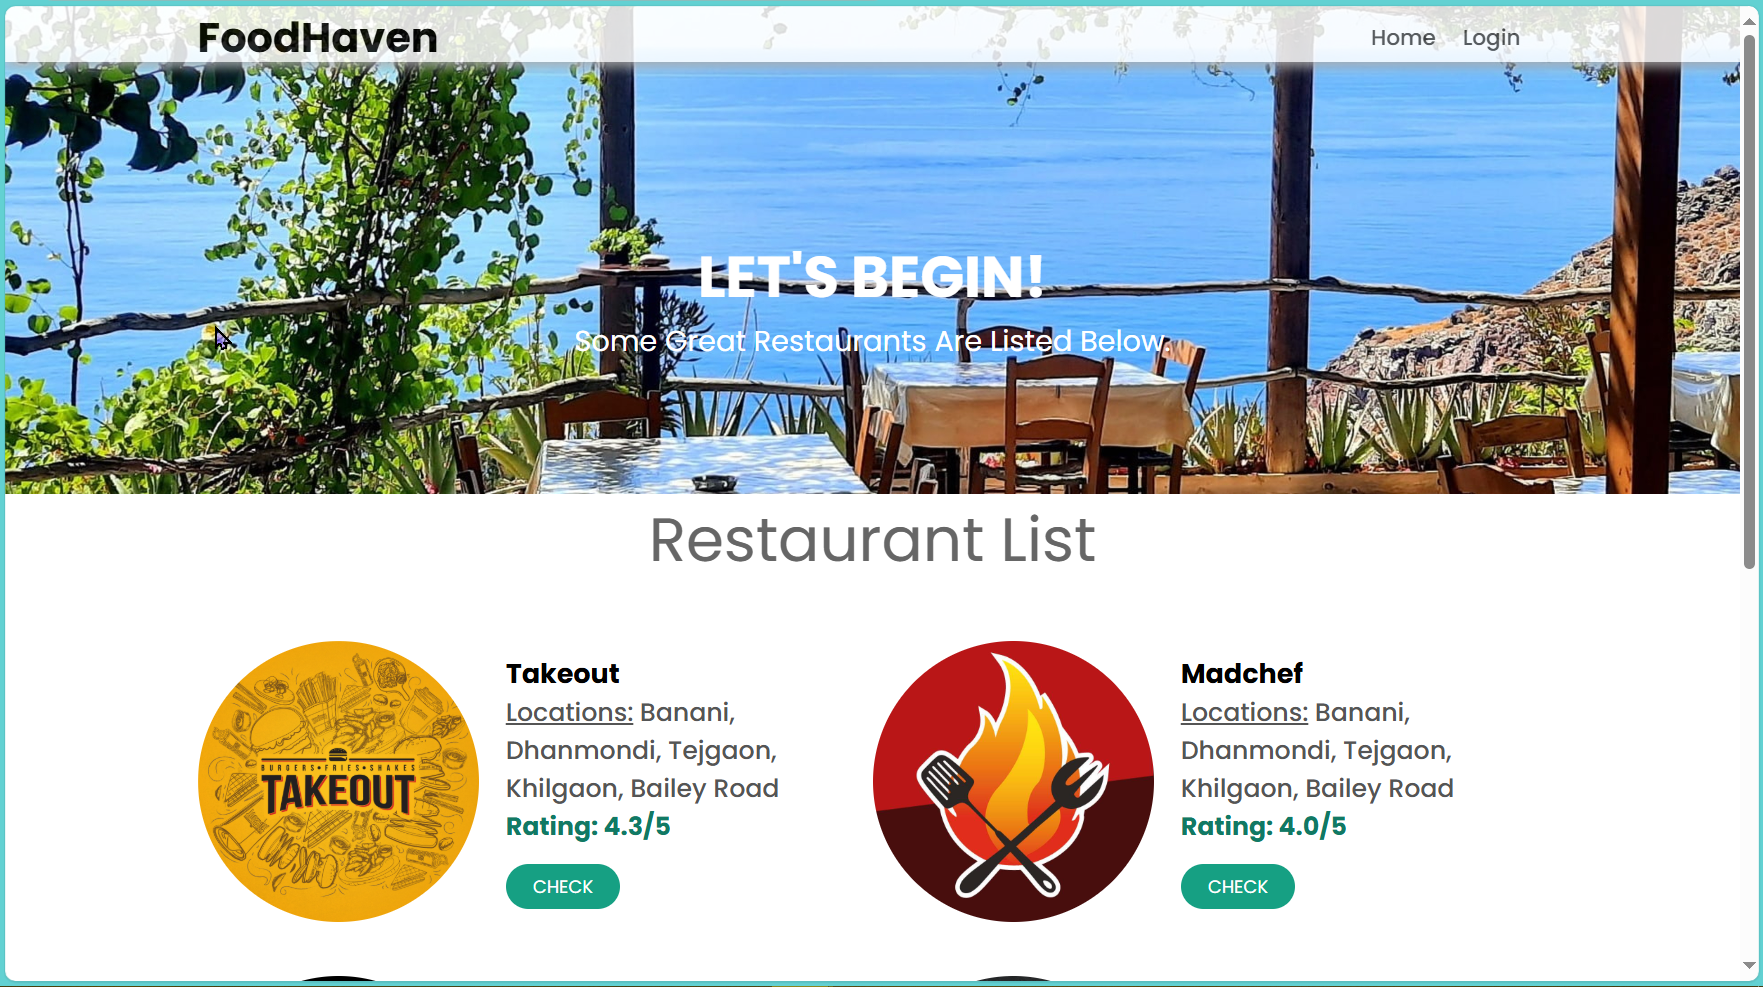 FoodHaven
Home Login
LET'S BEGIN!
Some Great Restaurants Are Listed Below.
Restaurant List
BURGERS•FRIES•SHAKES
TAKEOUT
Takeout
Locations: Banani,
Dhanmondi, Tejgaon,
Khilgaon, Bailey Road
Rating: 4.3/5
CHECK
Madchef
Locations: Banani,
Dhanmondi, Tejgaon,
Khilgaon, Bailey Road
Rating: 4.0/5
CHECK